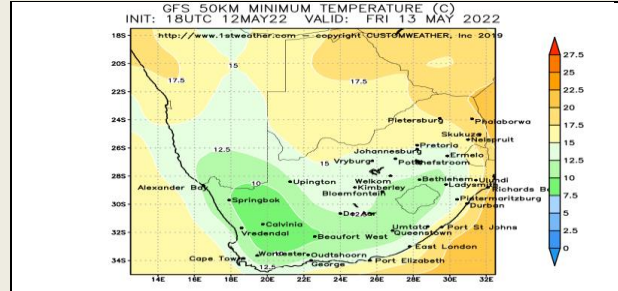 GFS 50KM MINIMUM TEMPERATURE (C)
INIT: 18UTC 12MAY22 VALID: FRI 13 MAY 2022
http://www.1stweather.com — copyright CUSTOMWEATHER, Inc 2019
18S
20S
22S
24S
26S
28S
30S
32S
34S
17.5
15
17.5
12.5
15
10
12.5
Pietersburg
Phalaborwa
Skukuza
Nelspruit
Pretoria
Johannesburg
Ermelo
Vryburg
Potchefstroom
Welkom
Bethlehem
Ulundi
Upington
Kimberley
Ladysmith
Alexander Bay
Bloemfontein
Richards B
Springbok
Pietermaritzburg
Durban
De Aar
Calvinia
Umtata
Port St Johns
Vredendal
Beaufort West
Queenstown
East London
Cape Town
Worcester
Oudtshoorn
12.5
George
Port Elizabeth
14E 16E 18E 20E 22E 24E 26E 28E 30E 32E
27.5
25
22.5
20
17.5
15
12.5
10
7.5
5
2.5
0